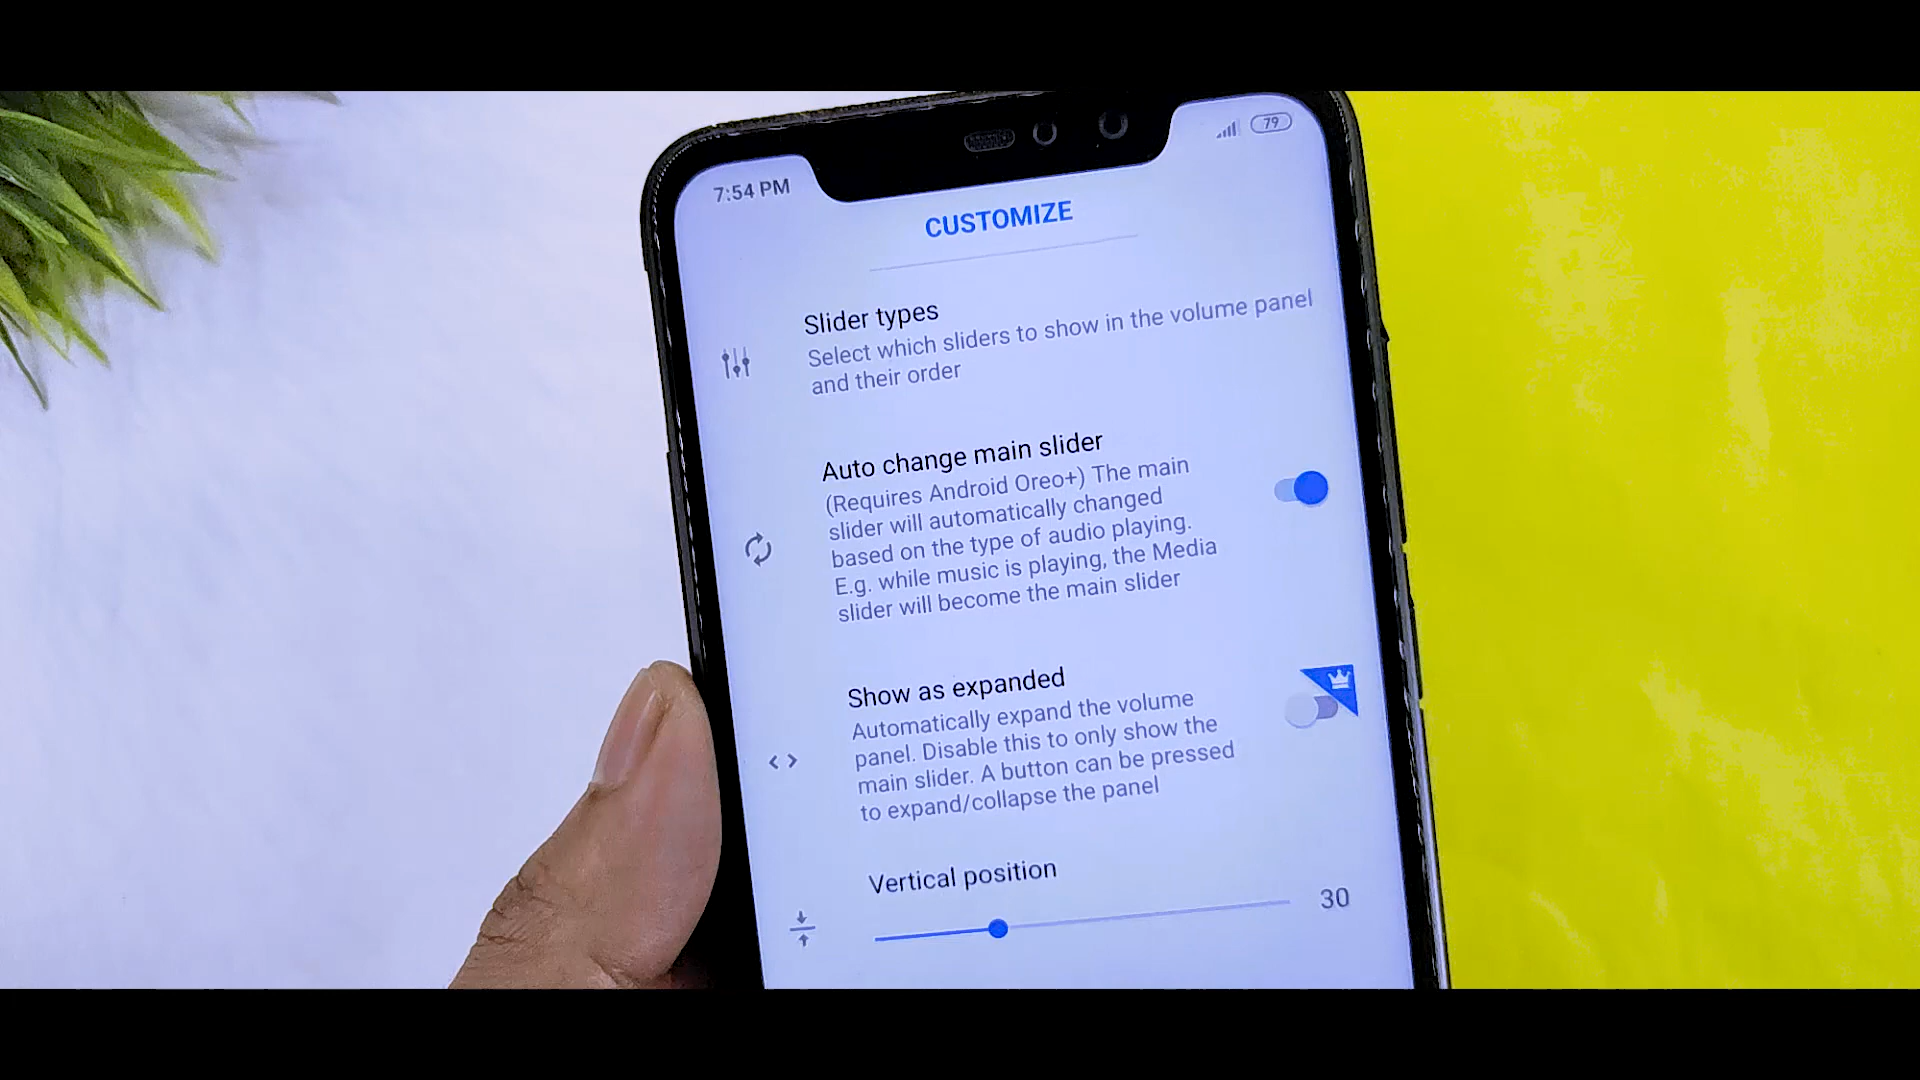 7:54 PM
79
CUSTOMIZE
Slider types
Select which sliders to show in the volume panel
and their order
Auto change main slider
(Requires Android Oreo+) The main
slider will automatically changed
based on the type of audio playing.
E.g. while music is playing, the Media
slider will become the main slider
Show as expanded
Automatically expand the volume
panel. Disable this to only show the
main slider. A button can be pressed
to expand/collapse the panel
Vertical position
30